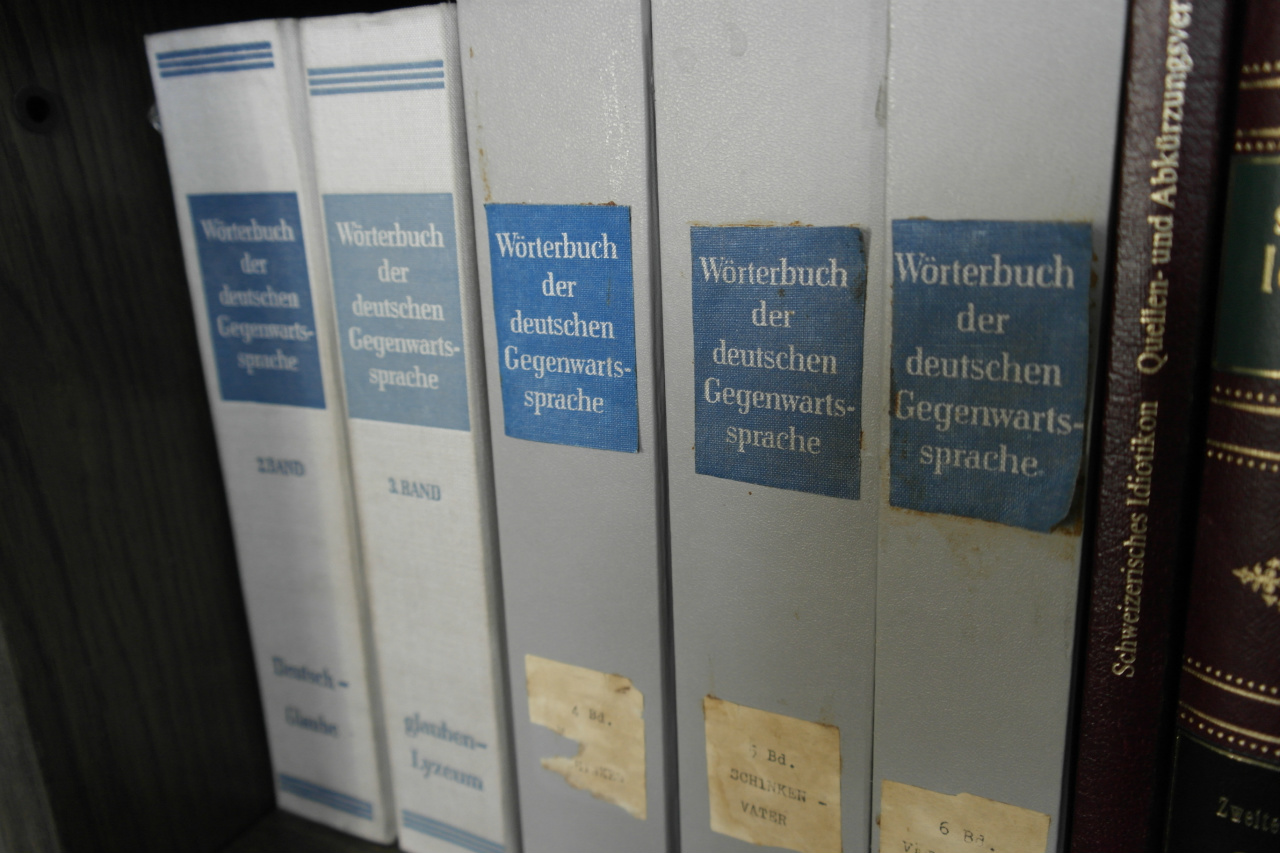 Wörterbuch
der
deutschen
Gegenwarts-
sprache
2. BAND
Deutsch-
Glaube
Wörterbuch
der
deutschen
Gegenwarts-
sprache
3. BAND
glauben-
Lyzeum
Wörterbuch
der
deutschen
Gegenwarts-
sprache
4 Bd.
Wörterbuch
der
deutschen
Gegenwarts-
sprache
5 Bd.
SCHINKEN -
VATER
Wörterbuch
der
deutschen
Gegenwarts-
sprache
6 Bd.
Schweizerisches Idiotikon Quellen- und